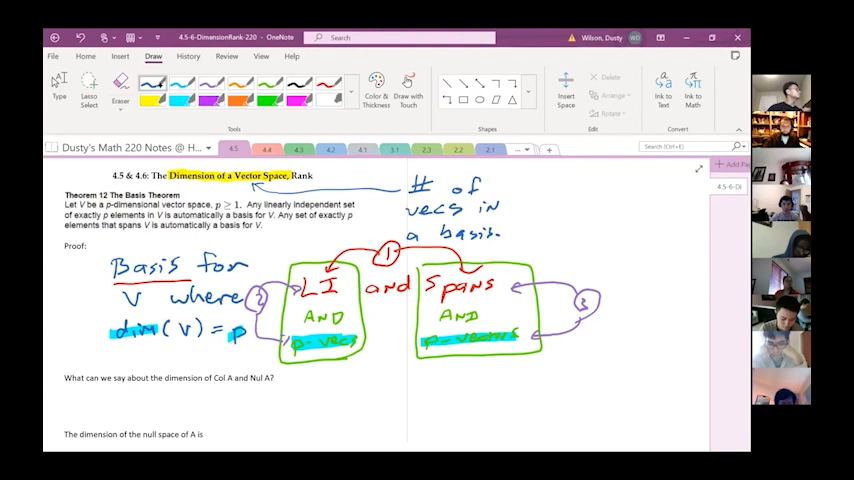 4.5-6-DimensionRank-220 - OneNote
Search
Wilson, Dusty
WD
File Home Insert Draw History Review View Help
Type
Lasso Select
Eraser
Color & Thickness
Draw with Touch
Insert Space
Delete
Arrange
Rotate
Ink to Text
Ink to Math
Tools
Shapes
Edit
Convert
Dusty's Math 220 Notes @ H...
4.5 4.4 4.3 4.2 4.1 3.1 2.3 2.2 2.1
Search (Ctrl+E)
Add Pag
4.5-6-Di
4.5 & 4.6: The Dimension of a Vector Space, Rank
# of
vecs in
a basis.
Theorem 12 The Basis Theorem
Let V be a p-dimensional vector space, p ≥ 1. Any linearly independent set
of exactly p elements in V is automatically a basis for V. Any set of exactly p
elements that spans V is automatically a basis for V.
Proof:
1
Basis for
V where
dim(V) = p
2
LI and Spans
AND AND
p-vecs p-vectors
3
What can we say about the dimension of Col A and Nul A?
The dimension of the null space of A is